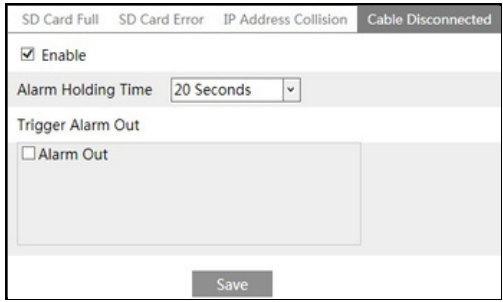 SD Card Full SD Card Error IP Address Collision Cable Disconnected
Enable
Alarm Holding Time 20 Seconds
Trigger Alarm Out
Alarm Out
Save